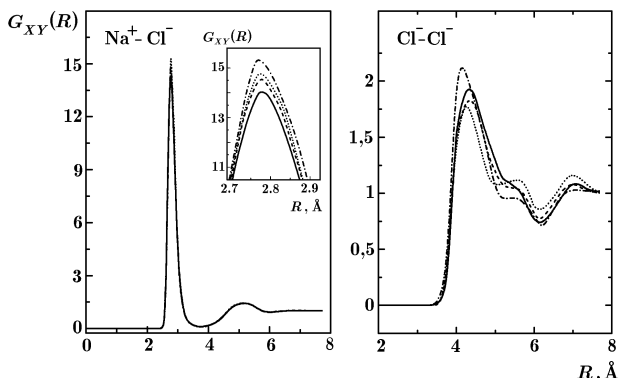 G_XY(R)
Na⁺– Cl⁻
G_XY(R)
15
13
11
2.7 2.8 2.9
R , Å
15
12
9
6
3
0
0 2 4 6 8
Cl⁻–Cl⁻
2
1,5
1
0,5
0
2 4 6 8
R , Å